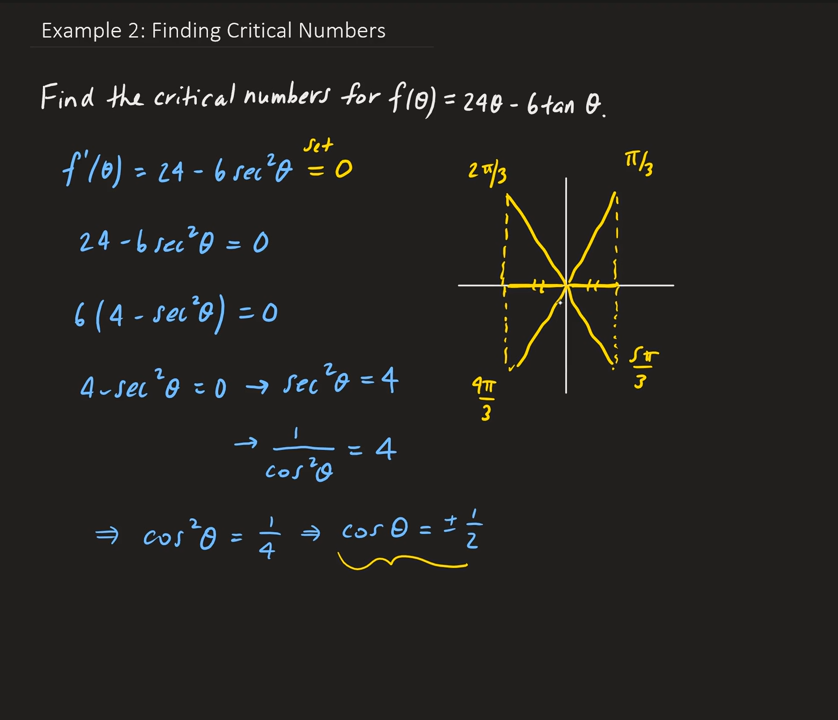 Example 2: Finding Critical Numbers
Find the critical numbers for f(θ) = 24θ - 6 tan θ.
f'(θ) = 24 - 6 sec²θ set = 0
24 - 6 sec²θ = 0
6(4 - sec²θ) = 0
4 - sec²θ = 0 → sec²θ = 4
→ 1/cos²θ = 4
⇒ cos²θ = 1/4 ⇒ cos θ = ± 1/2
2π/3
π/3
4π/3
5π/3